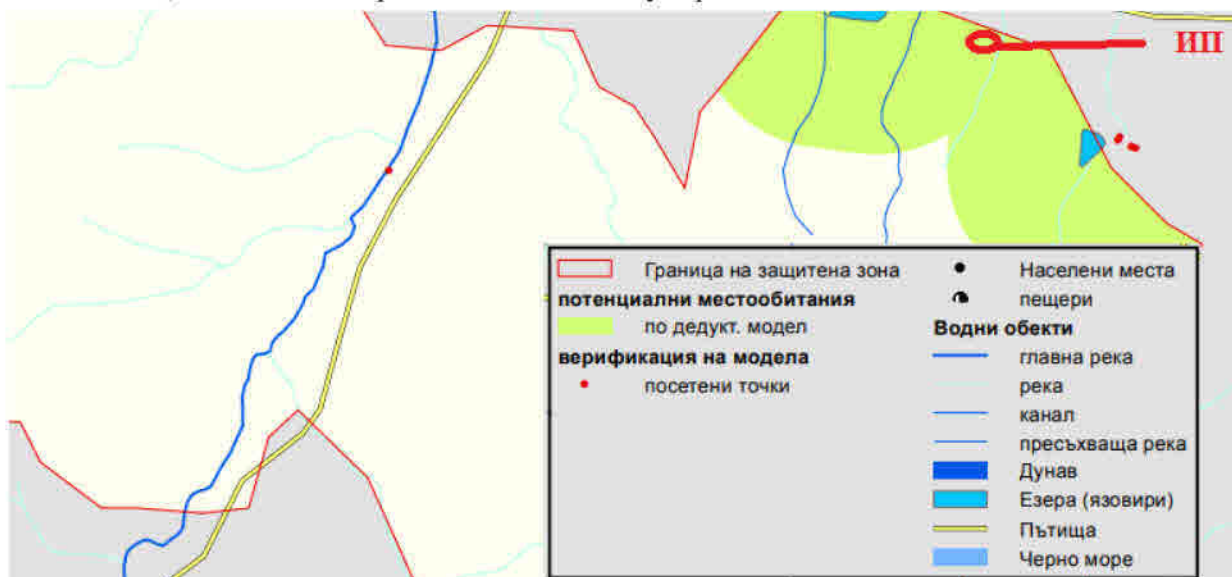 ИП
Граница на защитена зона
потенциални местообитания
по дедукт. модел
верификация на модела
посетени точки
Населени места
пещери
Водни обекти
главна река
река
канал
пресъхваща река
Дунав
Езера (язовири)
Пътища
Черно море